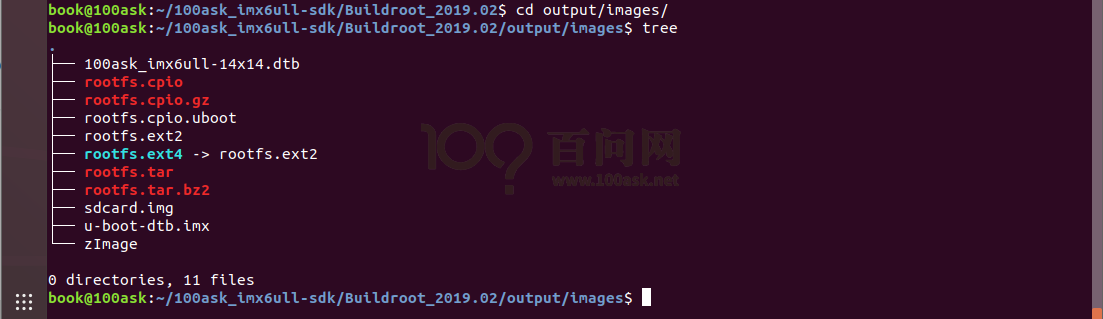 book@100ask:~/100ask_imx6ull-sdk/Buildroot_2019.02$ cd output/images/
book@100ask:~/100ask_imx6ull-sdk/Buildroot_2019.02/output/images$ tree
.
├── 100ask_imx6ull-14x14.dtb
├── rootfs.cpio
├── rootfs.cpio.gz
├── rootfs.cpio.uboot
├── rootfs.ext2
├── rootfs.ext4 -> rootfs.ext2
├── rootfs.tar
├── rootfs.tar.bz2
├── sdcard.img
├── u-boot-dtb.imx
└── zImage
100 百问网
www.100ask.net
0 directories, 11 files
book@100ask:~/100ask_imx6ull-sdk/Buildroot_2019.02/output/images$